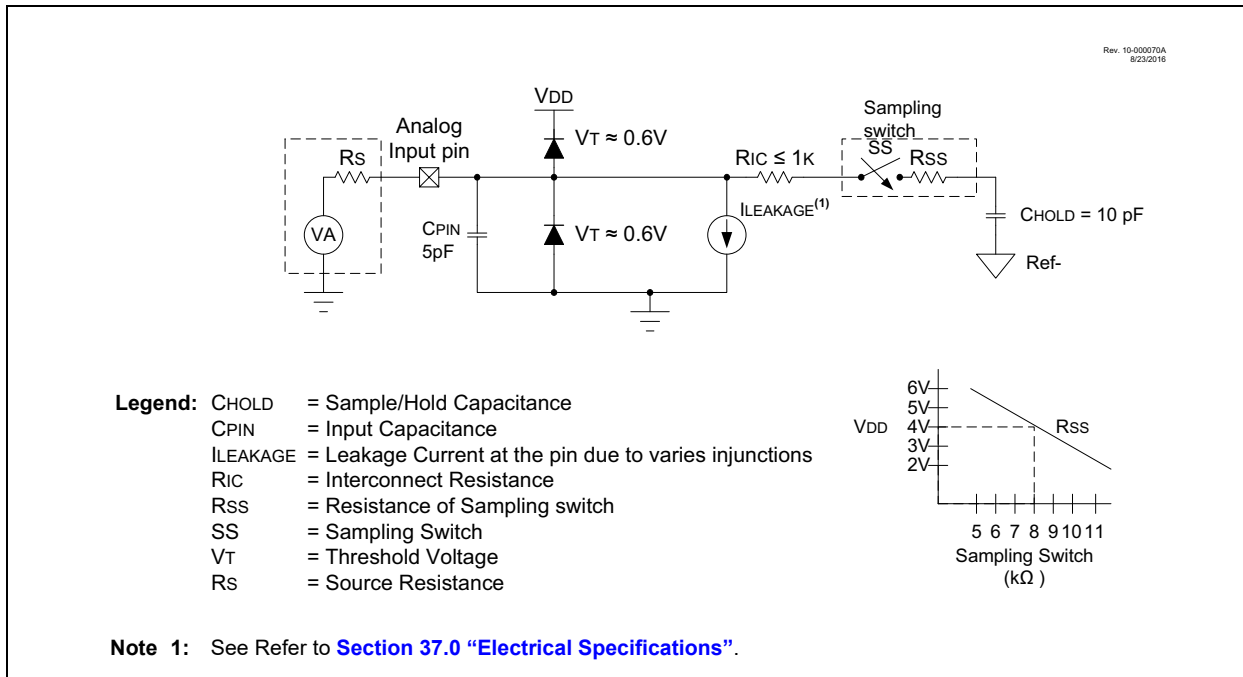 Rev. 10-000070A
8/23/2016
VDD
Sampling
switch
Analog
Input pin
VT ≈ 0.6V
RS
RIC ≤ 1K
SS
RSS
ILEAKAGE(1)
CHOLD = 10 pF
VA
CPIN
5pF
VT ≈ 0.6V
Ref-
Legend: CHOLD = Sample/Hold Capacitance
CPIN = Input Capacitance
ILEAKAGE = Leakage Current at the pin due to varies injunctions
RIC = Interconnect Resistance
RSS = Resistance of Sampling switch
SS = Sampling Switch
VT = Threshold Voltage
RS = Source Resistance
6V
5V
VDD 4V RSS
3V
2V
5 6 7 8 9 10 11
Sampling Switch
(kΩ )
Note 1: See Refer to Section 37.0 “Electrical Specifications”.